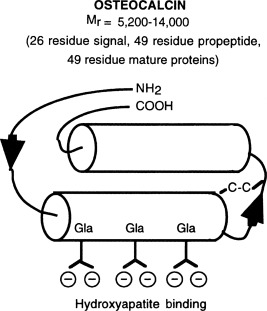 OSTEOCALCIN
Mr = 5,200-14,000
(26 residue signal, 49 residue propeptide,
49 residue mature proteins)
NH2
COOH
C-C
Gla Gla Gla
− − − − − −
Hydroxyapatite binding